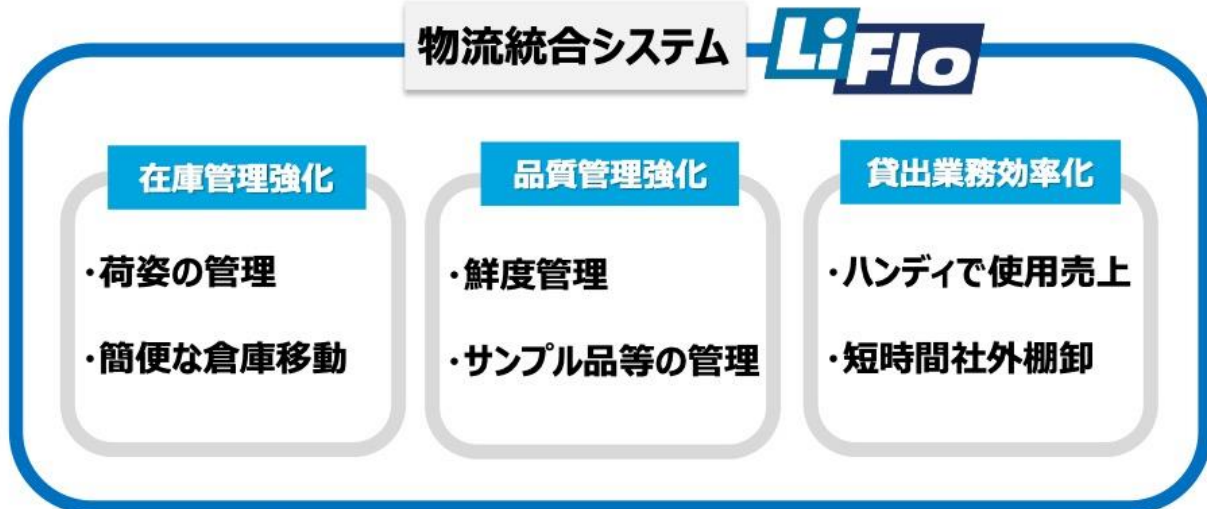 物流統合システム LiFlo
在庫管理強化
・荷姿の管理
・簡便な倉庫移動
品質管理強化
・鮮度管理
・サンプル品等の管理
貸出業務効率化
・ハンディで使用売上
・短時間社外棚卸